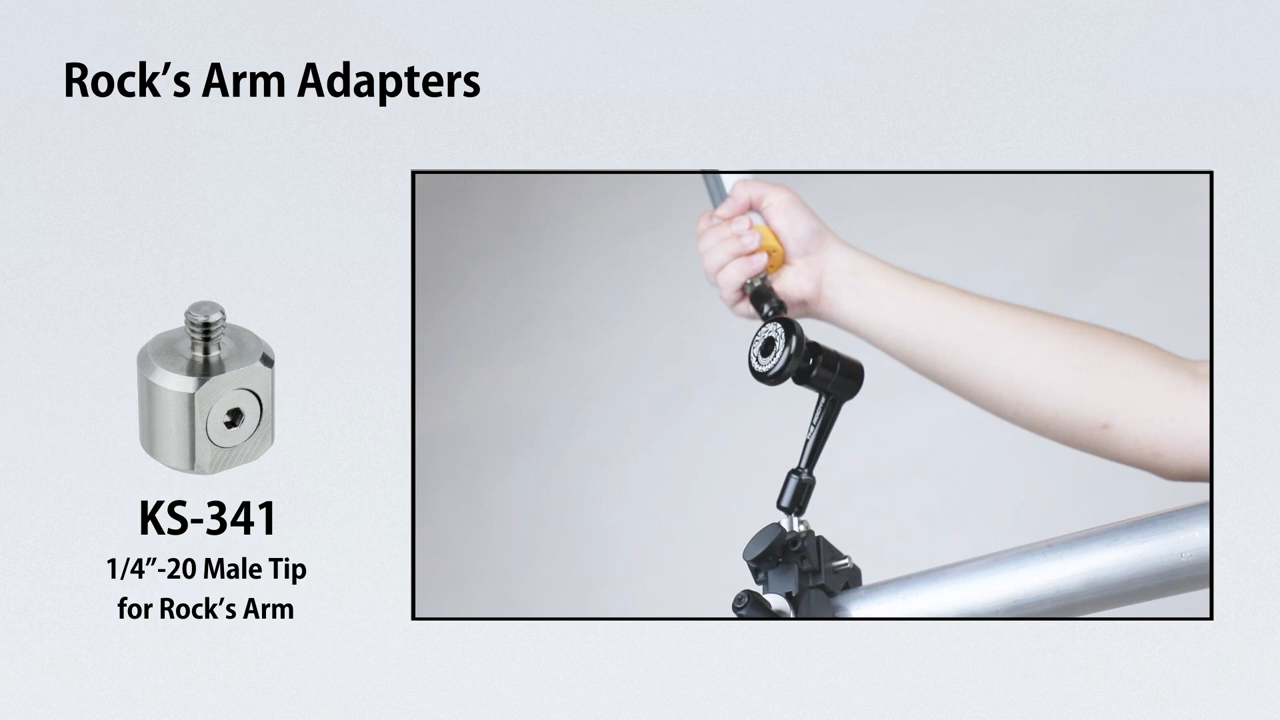 Rock’s Arm Adapters
KS-341
1/4”-20 Male Tip
for Rock’s Arm